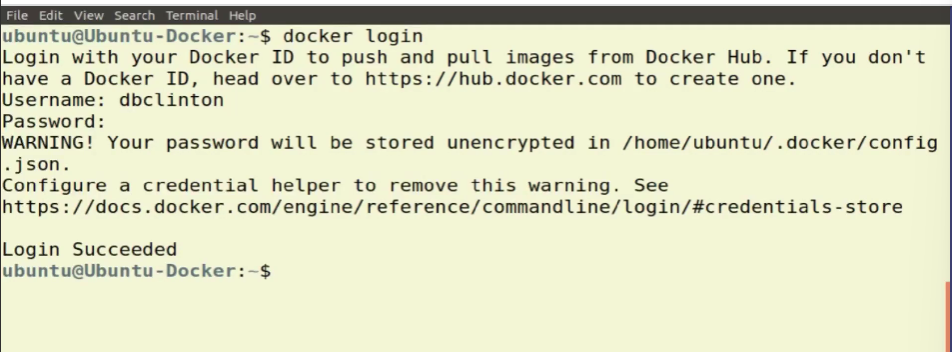 File Edit View Search Terminal Help
ubuntu@Ubuntu-Docker:~$ docker login
Login with your Docker ID to push and pull images from Docker Hub. If you don't
have a Docker ID, head over to https://hub.docker.com to create one.
Username: dbclinton
Password:
WARNING! Your password will be stored unencrypted in /home/ubuntu/.docker/config
.json.
Configure a credential helper to remove this warning. See
https://docs.docker.com/engine/reference/commandline/login/#credentials-store
Login Succeeded
ubuntu@Ubuntu-Docker:~$